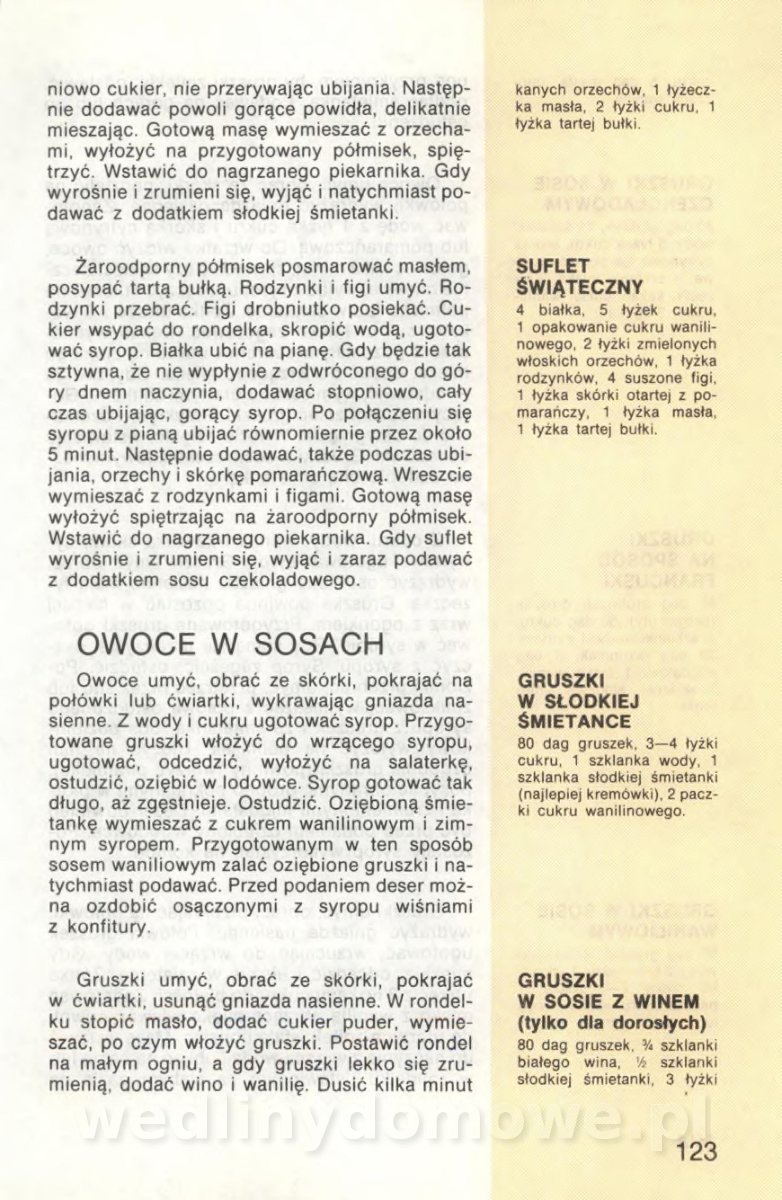 niowo cukier, nie przerywając ubijania. Następ-
nie dodawać powoli gorące powidła, delikatnie
mieszając. Gotową masę wymieszać z orzecha-
mi, wyłożyć na przygotowany półmisek, spię-
trzyć. Wstawić do nagrzanego piekarnika. Gdy
wyrośnie i zrumieni się, wyjąć i natychmiast po-
dawać z dodatkiem słodkiej śmietanki.
kanych orzechów, 1 łyżecz-
ka masła, 2 łyżki cukru, 1
łyżka tartej bułki.
Żaroodporny półmisek posmarować masłem,
posypać tartą bułką. Rodzynki i figi umyć. Ro-
dzynki przebrać. Figi drobniutko posiekać. Cu-
kier wsypać do rondelka, skropić wodą, ugoto-
wać syrop. Białka ubić na pianę. Gdy będzie tak
sztywna, że nie wypłynie z odwróconego do gó-
ry dnem naczynia, dodawać stopniowo, cały
czas ubijając, gorący syrop. Po połączeniu się
syropu z pianą ubijać równomiernie przez około
5 minut. Następnie dodawać, także podczas ubi-
jania, orzechy i skórkę pomarańczową. Wreszcie
wymieszać z rodzynkami i figami. Gotową masę
wyłożyć spiętrzając na żaroodporny półmisek.
Wstawić do nagrzanego piekarnika. Gdy suflet
wyrośnie i zrumieni się, wyjąć i zaraz podawać
z dodatkiem sosu czekoladowego.
SUFLET
ŚWIĄTECZNY
4 białka, 5 łyżek cukru,
1 opakowanie cukru wanili-
nowego, 2 łyżki zmielonych
włoskich orzechów, 1 łyżka
rodzynków, 4 suszone figi,
1 łyżka skórki otartej z po-
marańczy, 1 łyżka masła,
1 łyżka tartej bułki.
OWOCE W SOSACH
Owoce umyć, obrać ze skórki, pokrajać na
połówki lub ćwiartki, wykrawając gniazda na-
sienne. Z wody i cukru ugotować syrop. Przygo-
towane gruszki włożyć do wrzącego syropu,
ugotować, odcedzić, wyłożyć na salaterkę,
ostudzić, oziębić w lodówce. Syrop gotować tak
długo, aż zgęstnieje. Ostudzić. Oziębioną śmie-
tankę wymieszać z cukrem wanilinowym i zim-
nym syropem. Przygotowanym w ten sposób
sosem waniliowym zalać oziębione gruszki i na-
tychmiast podawać. Przed podaniem deser moż-
na ozdobić osączonymi z syropu wiśniami
z konfitury.
GRUSZKI
W SŁODKIEJ
ŚMIETANCE
80 dag gruszek, 3—4 łyżki
cukru, 1 szklanka wody, 1
szklanka słodkiej śmietanki
(najlepiej kremówki), 2 pacz-
ki cukru wanilinowego.
Gruszki umyć, obrać ze skórki, pokrajać
w ćwiartki, usunąć gniazda nasienne. W rondel-
ku stopić masło, dodać cukier puder, wymie-
szać, po czym włożyć gruszki. Postawić rondel
na małym ogniu, a gdy gruszki lekko się zru-
mienią, dodać wino i wanilię. Dusić kilka minut
GRUSZKI
W SOSIE Z WINEM
(tylko dla dorosłych)
80 dag gruszek, ¾ szklanki
białego wina, ½ szklanki
słodkiej śmietanki, 3 łyżki
wedlinydomowe.pl
123